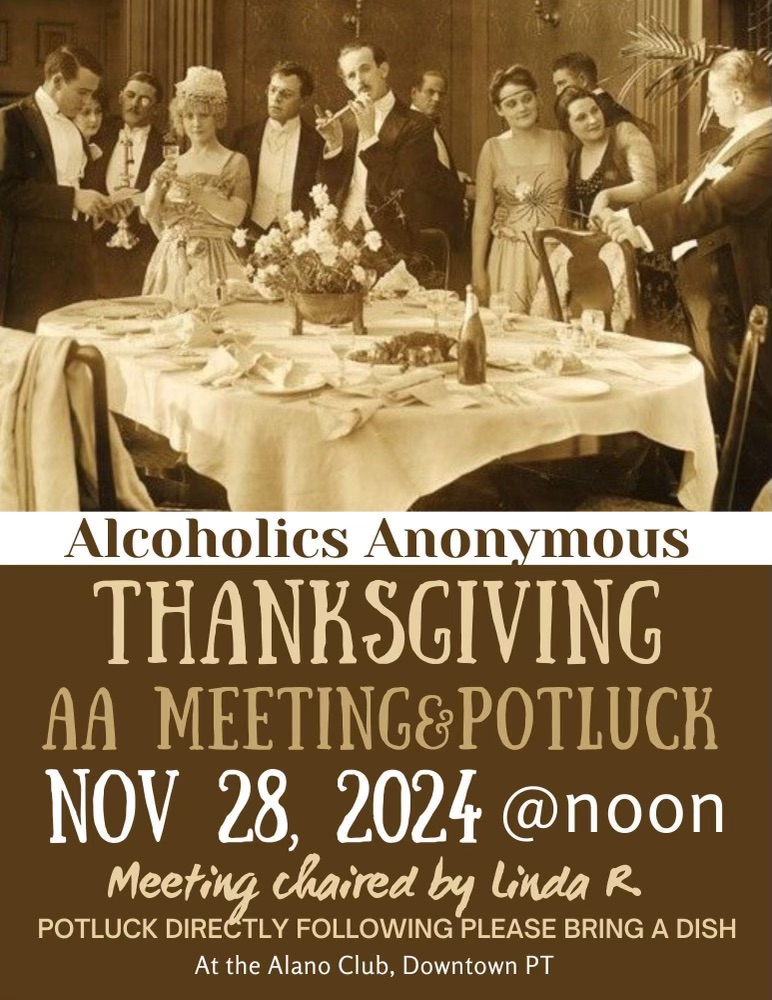 Alcoholics Anonymous
THANKSGIVING
AA MEETING&POTLUCK
NOV 28, 2024 @noon
Meeting chaired by Linda R.
POTLUCK DIRECTLY FOLLOWING PLEASE BRING A DISH
At the Alano Club, Downtown PT